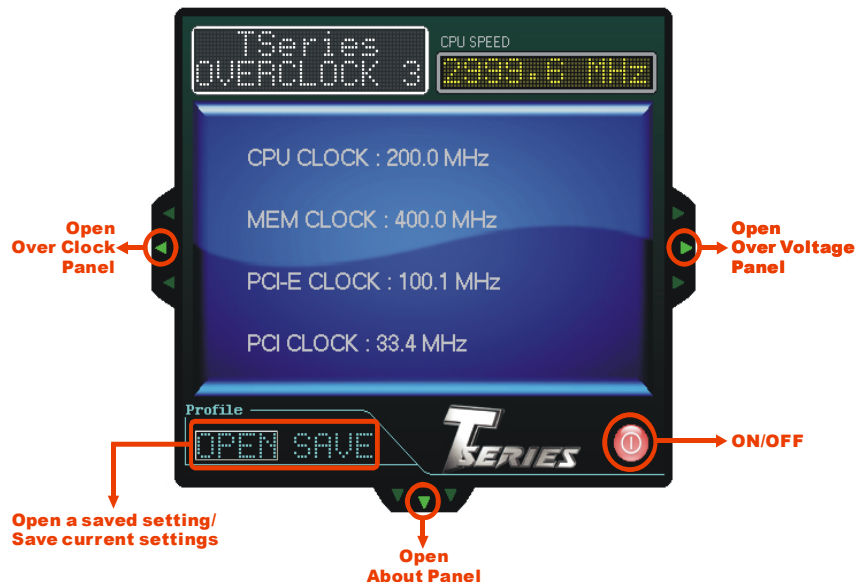 TSeries
OVERCLOCK 3
CPU SPEED
2999.6 MHz
CPU CLOCK : 200.0 MHz
MEM CLOCK : 400.0 MHz
PCI-E CLOCK : 100.1 MHz
PCI CLOCK : 33.4 MHz
Open
Over Clock
Panel
Open
Over Voltage
Panel
Profile
OPEN SAVE
TSERIES
ON/OFF
Open a saved setting/
Save current settings
Open
About Panel